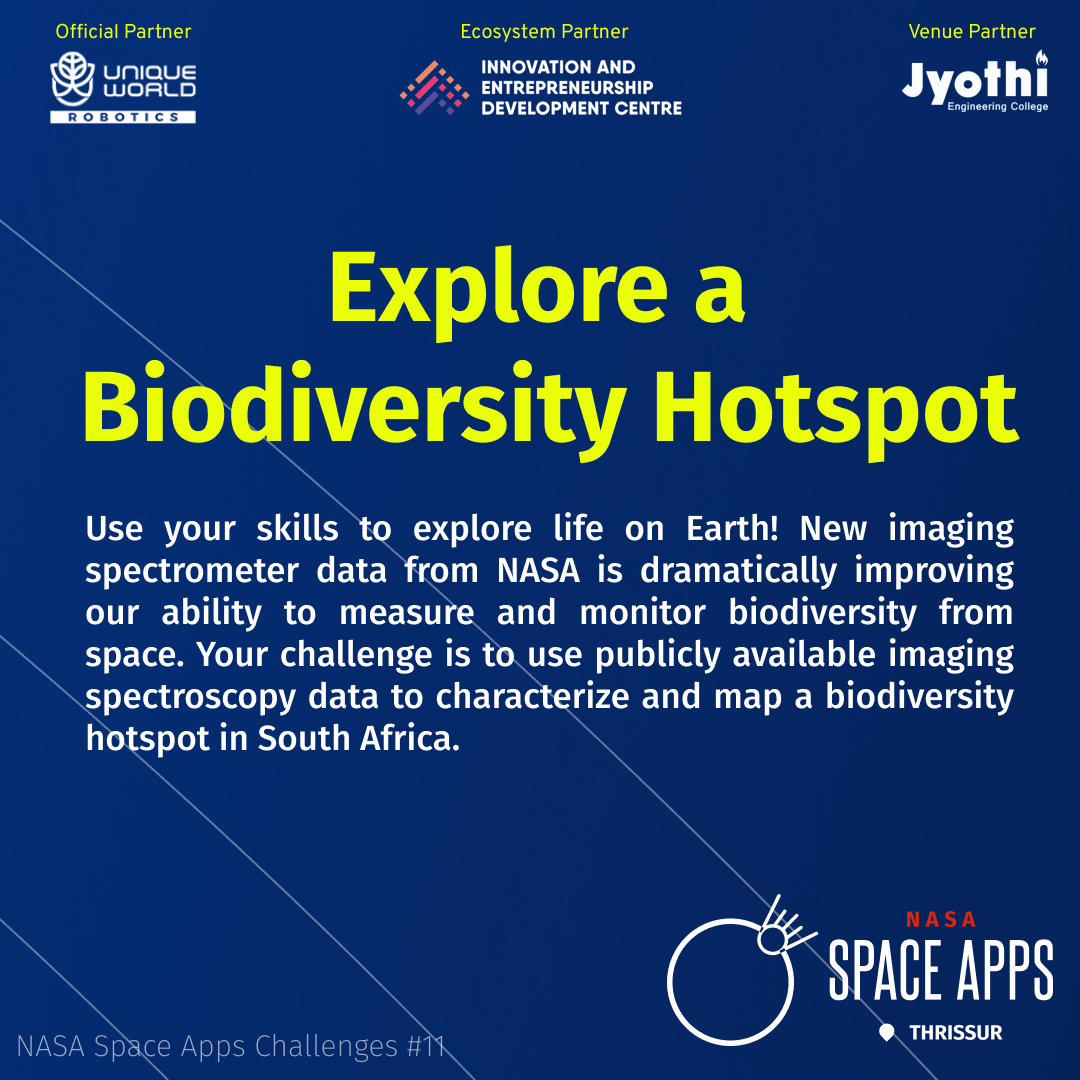 Official Partner
UNIQUE
WORLD
ROBOTICS
Ecosystem Partner
INNOVATION AND
ENTREPRENEURSHIP
DEVELOPMENT CENTRE
Venue Partner
Jyothi
Engineering College
Explore a
Biodiversity Hotspot
Use your skills to explore life on Earth! New imaging
spectrometer data from NASA is dramatically improving
our ability to measure and monitor biodiversity from
space. Your challenge is to use publicly available imaging
spectroscopy data to characterize and map a biodiversity
hotspot in South Africa.
NASA
SPACE APPS
THRISSUR
NASA Space Apps Challenges #11